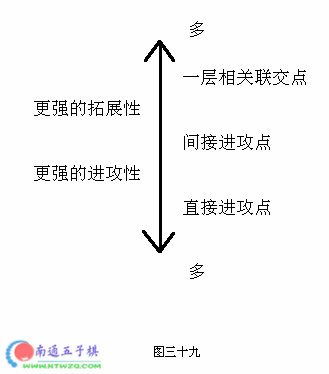 多
一层相关联交点
更强的拓展性
间接进攻点
更强的进攻性
直接进攻点
多
南通五子棋
WWW.NTWZQ.COM
图三十九